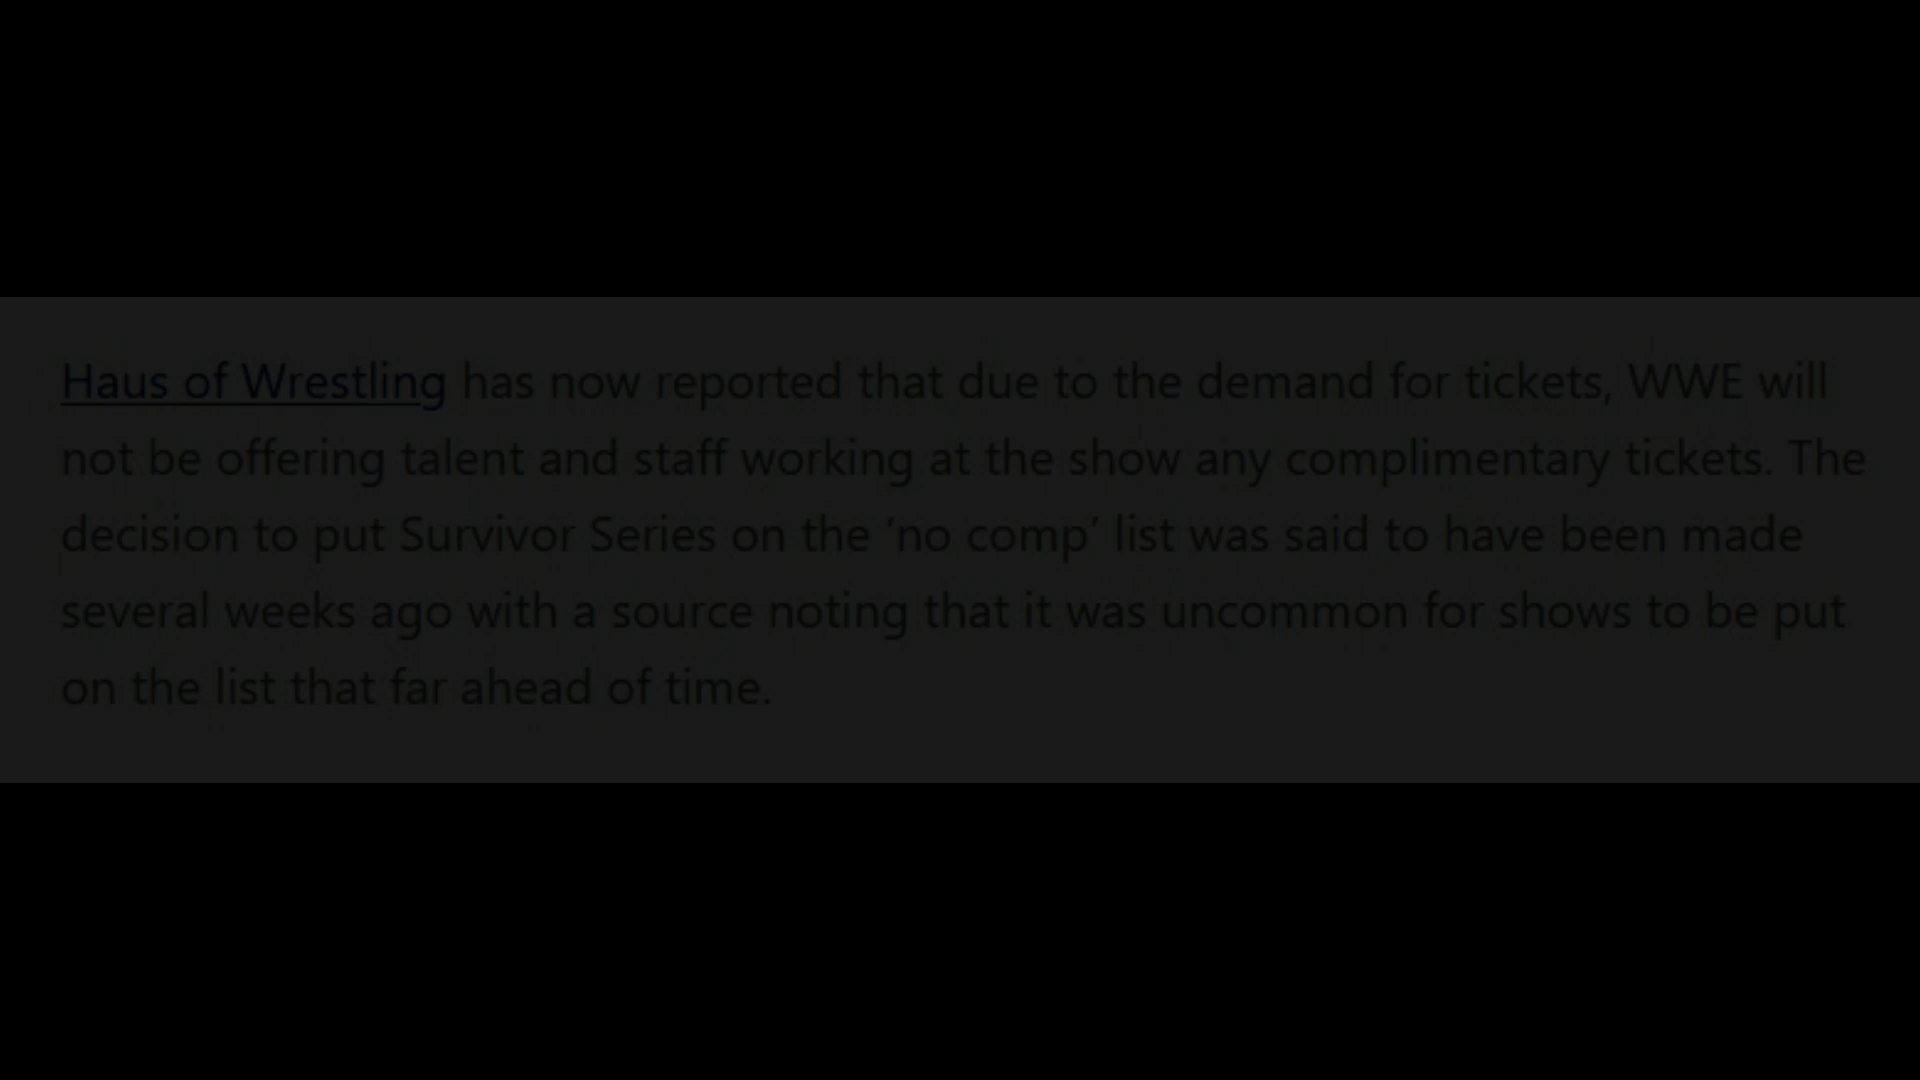 Haus of Wrestling has now reported that due to the demand for tickets, WWE will
not be offering talent and staff working at the show any complimentary tickets. The
decision to put Survivor Series on the ‘no comp’ list was said to have been made
several weeks ago with a source noting that it was uncommon for shows to be put
on the list that far ahead of time.